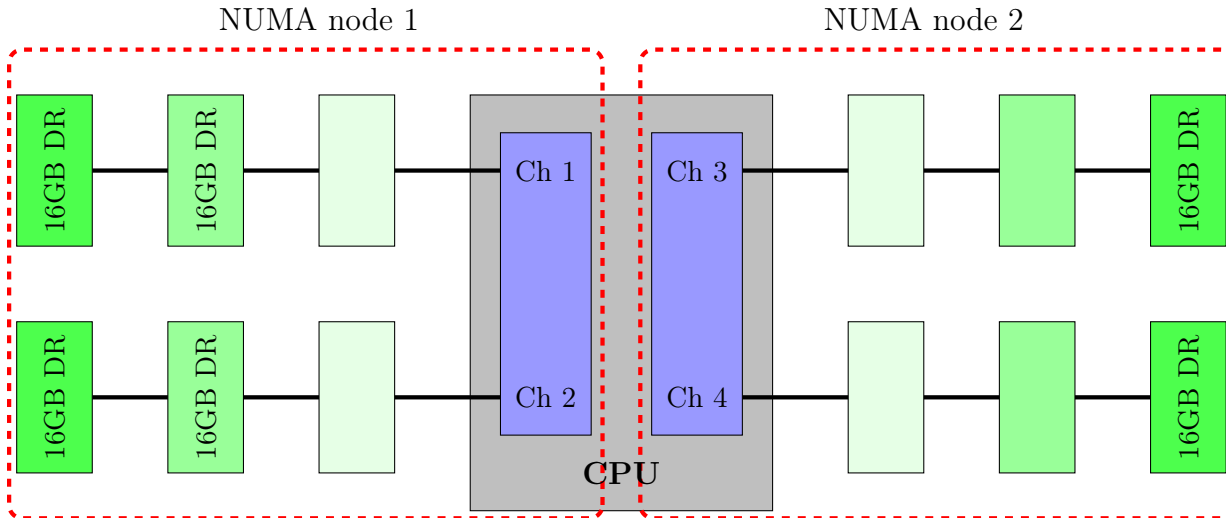 NUMA node 1
NUMA node 2
16GB DR
16GB DR
Ch 1
Ch 3
16GB DR
16GB DR
16GB DR
Ch 2
Ch 4
16GB DR
CPU